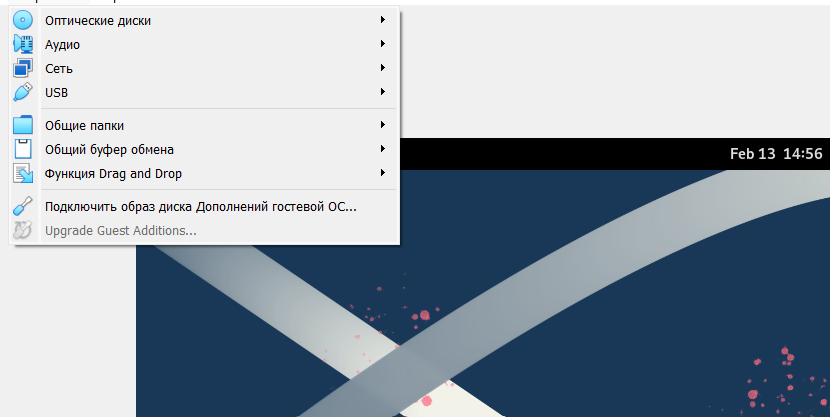 Оптические диски
Аудио
Сеть
USB
Общие папки
Общий буфер обмена
Функция Drag and Drop
Подключить образ диска Дополнений гостевой ОС...
Upgrade Guest Additions...
Feb 13 14:56